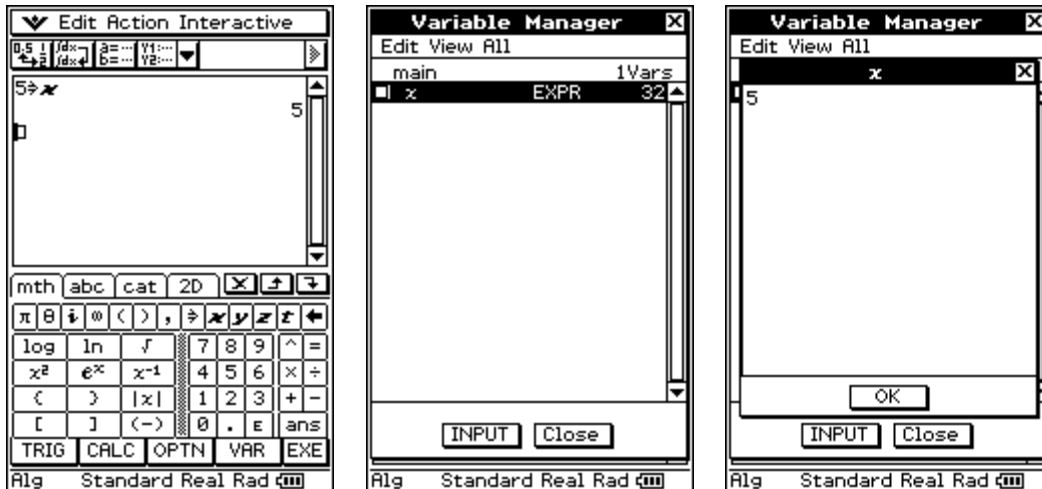 Edit Action Interactive
5⇒x
5
mth abc cat 2D
π θ i ∞ ( ) , ⇒ x y z t ←
log ln √ 7 8 9 ^ =
x² eˣ x⁻¹ 4 5 6 × ÷
{ } |x| 1 2 3 + −
[ ] (−) 0 . E ans
TRIG CALC OPTN VAR EXE
Alg Standard Real Rad
Variable Manager
Edit View All
main 1Vars
x EXPR 32
INPUT Close
Alg Standard Real Rad
Variable Manager
Edit View All
x
5
OK
INPUT Close
Alg Standard Real Rad